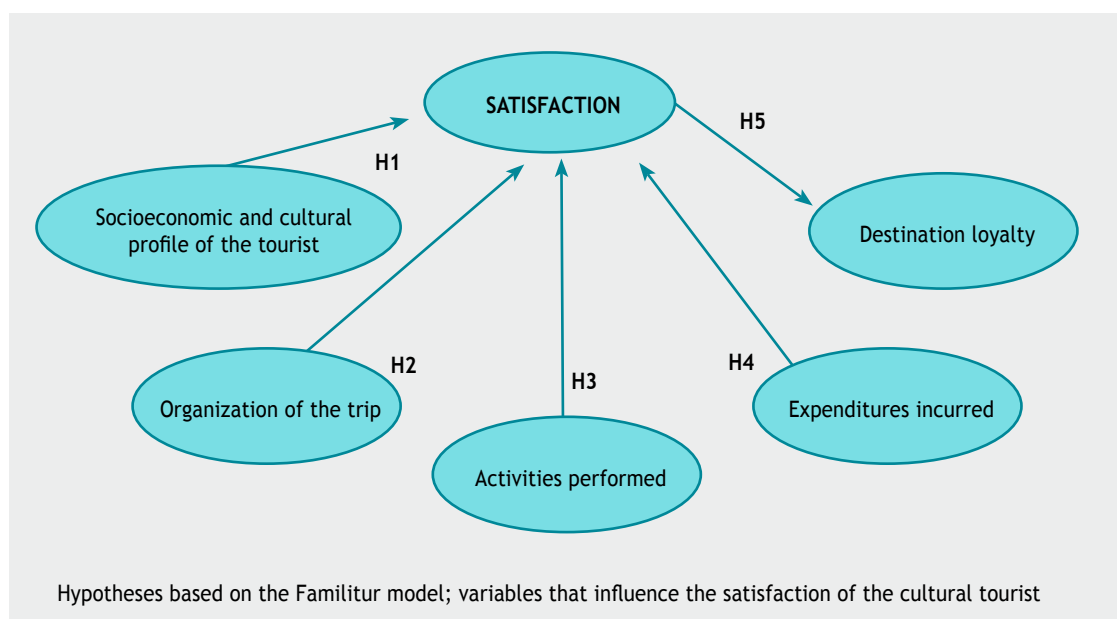 SATISFACTION
H5
H1
Socioeconomic and cultural
profile of the tourist
Destination loyalty
H2
H3
H4
Organization of the trip
Expenditures incurred
Activities performed
Hypotheses based on the Familitur model; variables that influence the satisfaction of the cultural tourist